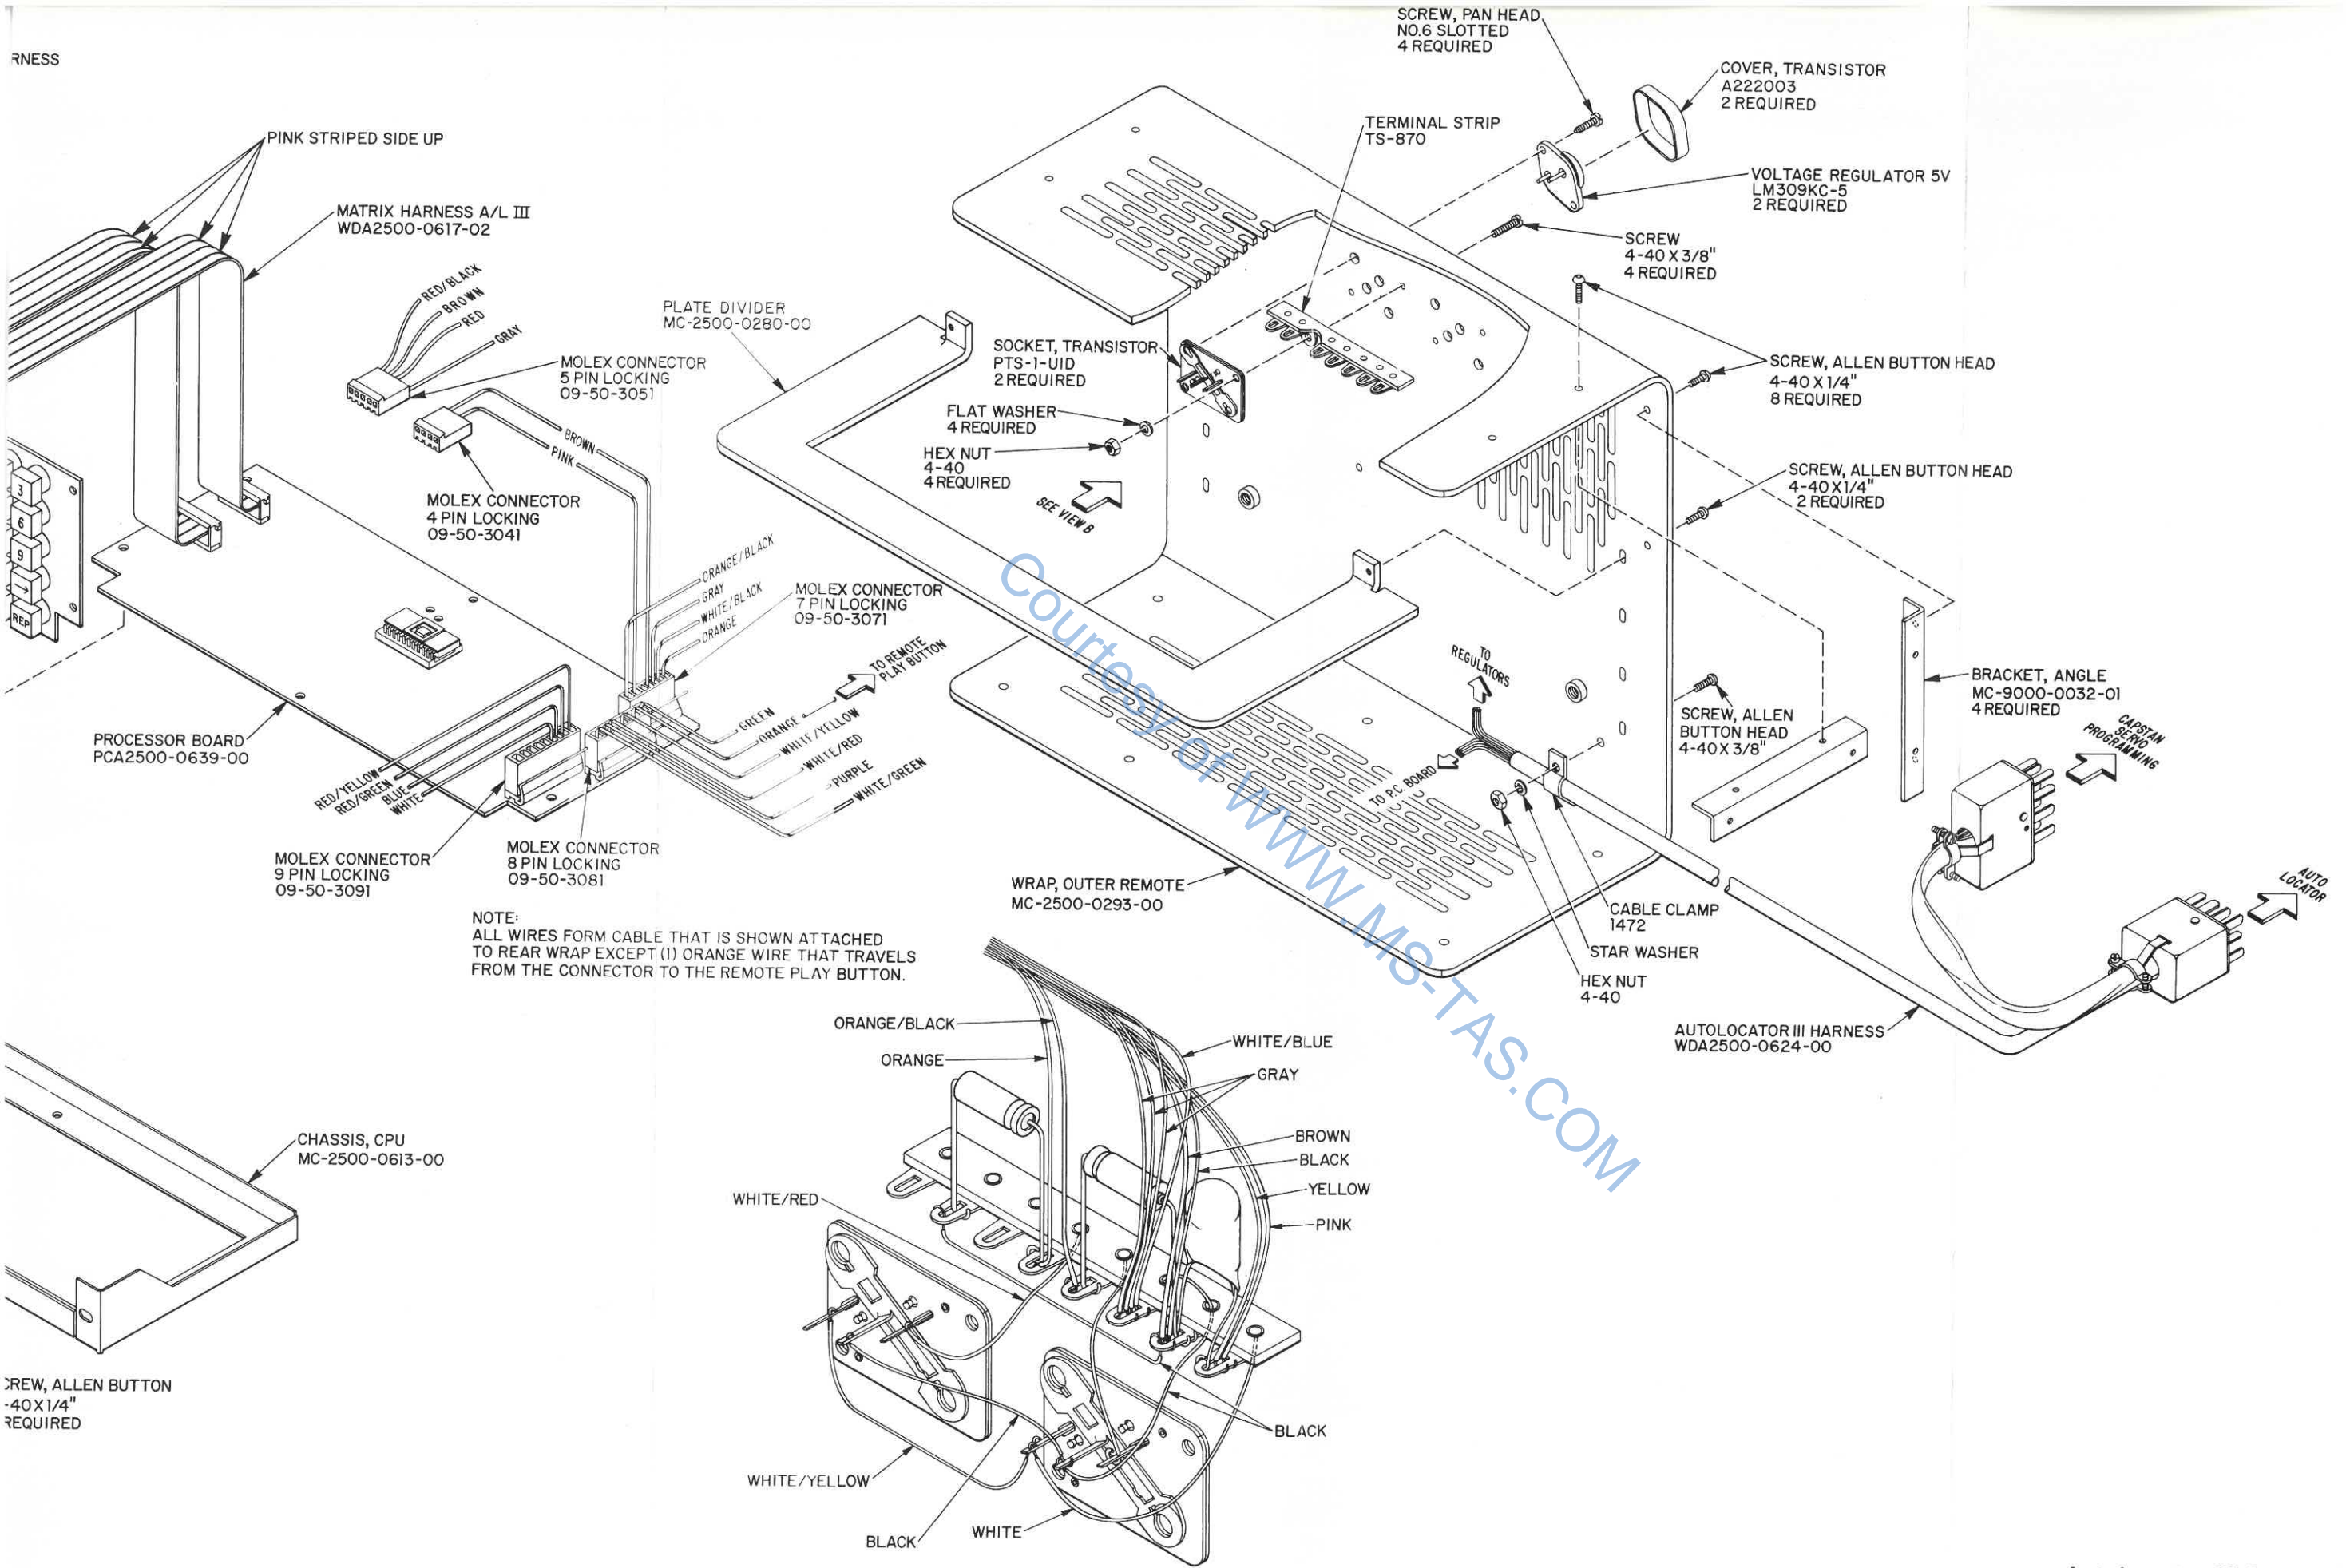 RNESS
PINK STRIPED SIDE UP
MATRIX HARNESS A/L III
WDA2500-0617-02
RED/BLACK
BROWN
RED
GRAY
MOLEX CONNECTOR
5 PIN LOCKING
09-50-3051
BROWN
PINK
MOLEX CONNECTOR
4 PIN LOCKING
09-50-3041
3
6
9
→
REP
ORANGE/BLACK
GRAY
WHITE/BLACK
ORANGE
MOLEX CONNECTOR
7 PIN LOCKING
09-50-3071
TO REMOTE
PLAY BUTTON
GREEN
ORANGE
WHITE/YELLOW
WHITE/RED
PURPLE
WHITE/GREEN
PROCESSOR BOARD
PCA2500-0639-00
RED/YELLOW
RED/GREEN
BLUE
WHITE
MOLEX CONNECTOR
9 PIN LOCKING
09-50-3091
MOLEX CONNECTOR
8 PIN LOCKING
09-50-3081
NOTE:
ALL WIRES FORM CABLE THAT IS SHOWN ATTACHED
TO REAR WRAP EXCEPT (1) ORANGE WIRE THAT TRAVELS
FROM THE CONNECTOR TO THE REMOTE PLAY BUTTON.
CHASSIS, CPU
MC-2500-0613-00
CREW, ALLEN BUTTON
-40 X 1/4"
REQUIRED
SCREW, PAN HEAD
NO.6 SLOTTED
4 REQUIRED
COVER, TRANSISTOR
A222003
2 REQUIRED
TERMINAL STRIP
TS-870
VOLTAGE REGULATOR 5V
LM309KC-5
2 REQUIRED
SCREW
4-40 X 3/8"
4 REQUIRED
PLATE DIVIDER
MC-2500-0280-00
SOCKET, TRANSISTOR
PTS-1-UID
2 REQUIRED
FLAT WASHER
4 REQUIRED
HEX NUT
4-40
4 REQUIRED
SEE VIEW B
SCREW, ALLEN BUTTON HEAD
4-40 X 1/4"
8 REQUIRED
SCREW, ALLEN BUTTON HEAD
4-40 X 1/4"
2 REQUIRED
TO
REGULATORS
TO P.C. BOARD
SCREW, ALLEN
BUTTON HEAD
4-40 X 3/8"
BRACKET, ANGLE
MC-9000-0032-01
4 REQUIRED
CAPSTAN
SERVO
PROGRAMMING
AUTO
LOCATOR
WRAP, OUTER REMOTE
MC-2500-0293-00
CABLE CLAMP
1472
STAR WASHER
HEX NUT
4-40
AUTOLOCATOR III HARNESS
WDA2500-0624-00
Courtesy of WWW.MS-TAS.COM
ORANGE/BLACK
ORANGE
WHITE/BLUE
GRAY
BROWN
BLACK
YELLOW
PINK
WHITE/RED
BLACK
WHITE/YELLOW
BLACK
WHITE